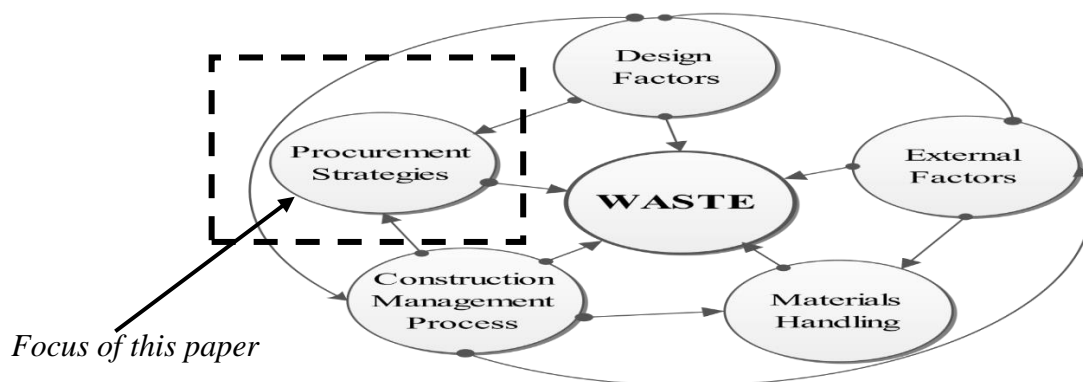 Design
Factors
Procurement
Strategies
External
Factors
WASTE
Construction
Management
Process
Materials
Handling
Focus of this paper